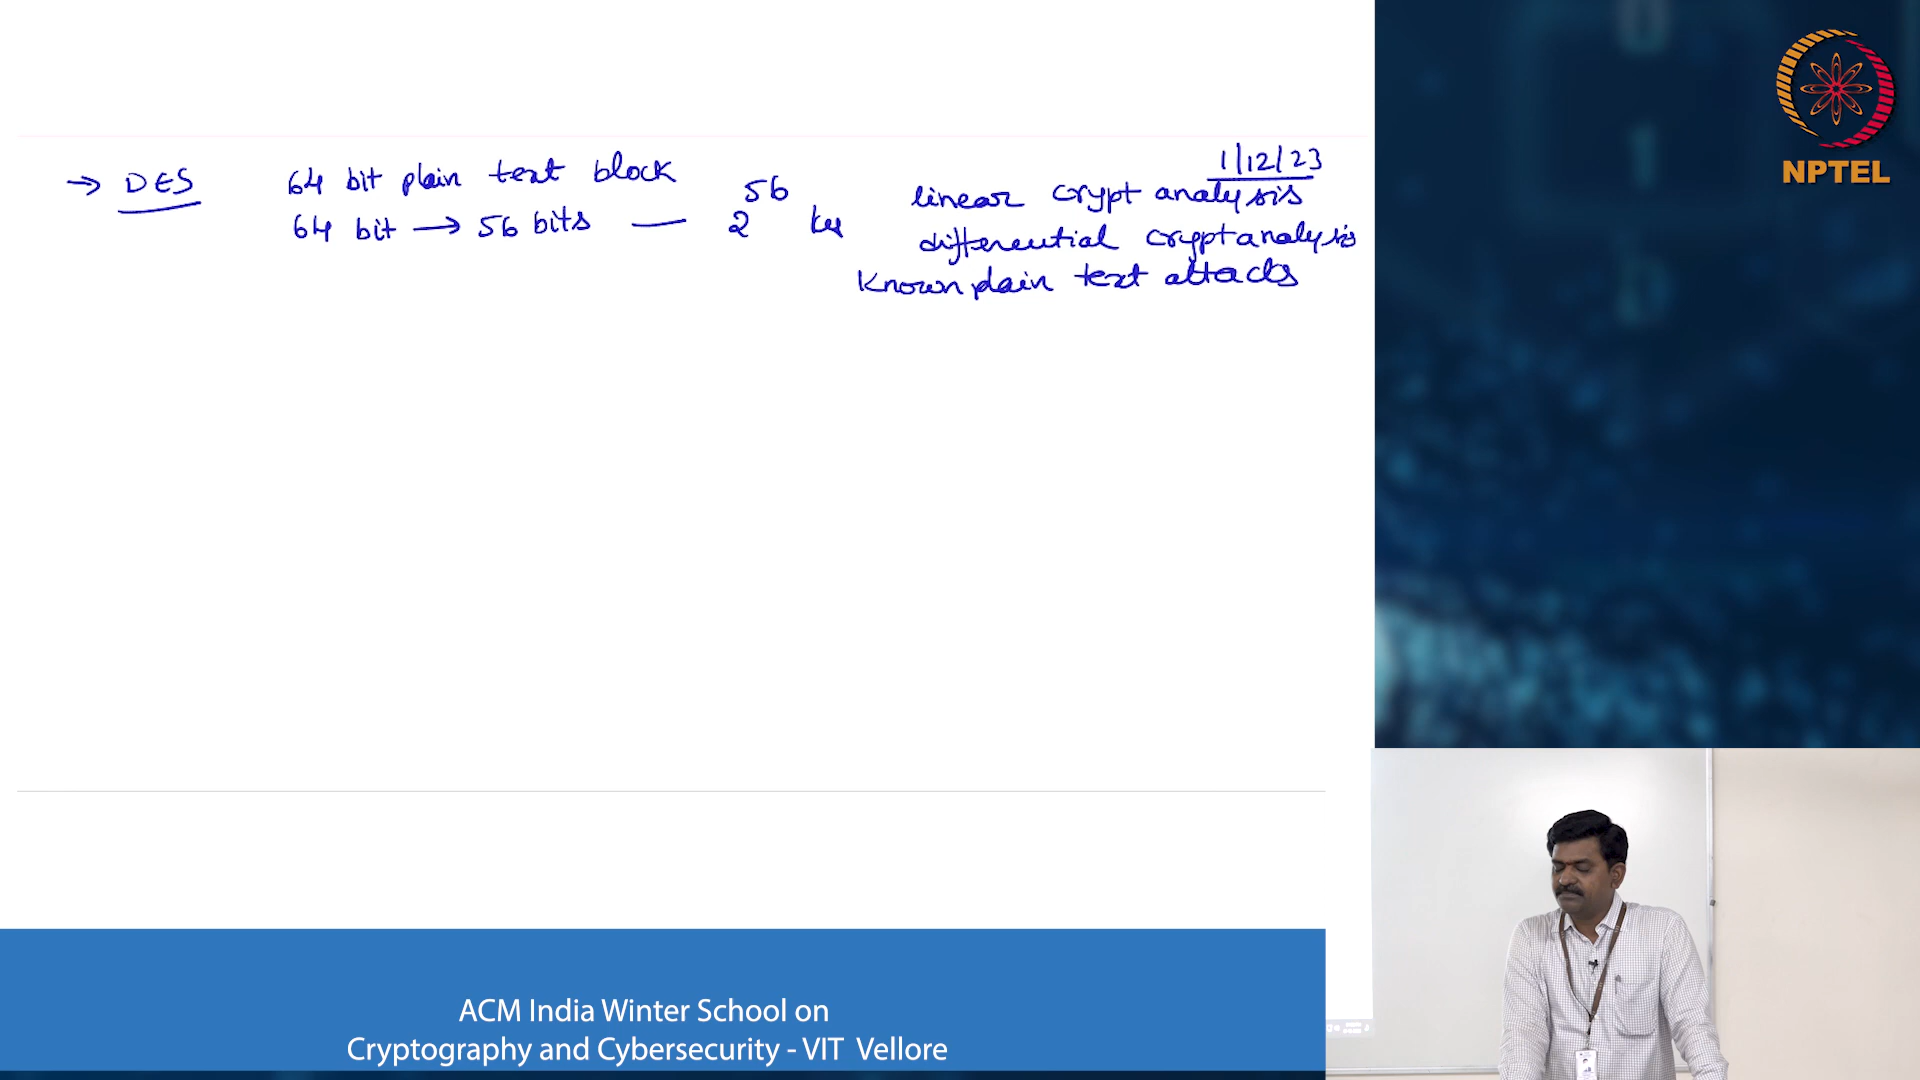 1/12/23
→ DES 64 bit plain text block
64 bit → 56 bits — 2^56 key
linear crypt analysis
differential cryptanalysis
Known plain text attacks
NPTEL
ACM India Winter School on
Cryptography and Cybersecurity - VIT Vellore